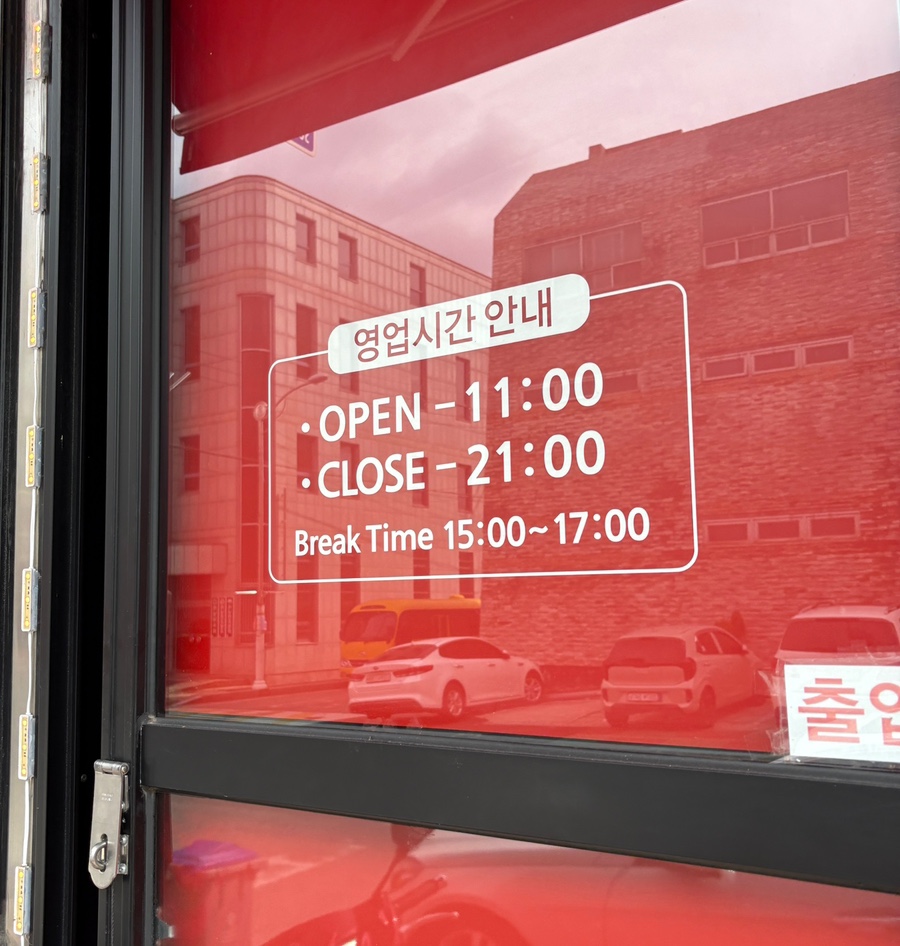 영업시간 안내
·OPEN – 11:00
·CLOSE – 21:00
Break Time 15:00~17:00